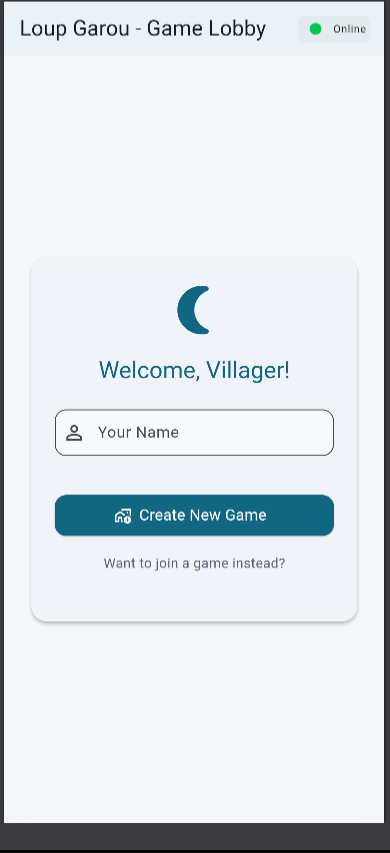 Loup Garou - Game Lobby
Online
Welcome, Villager!
Your Name
Create New Game
Want to join a game instead?